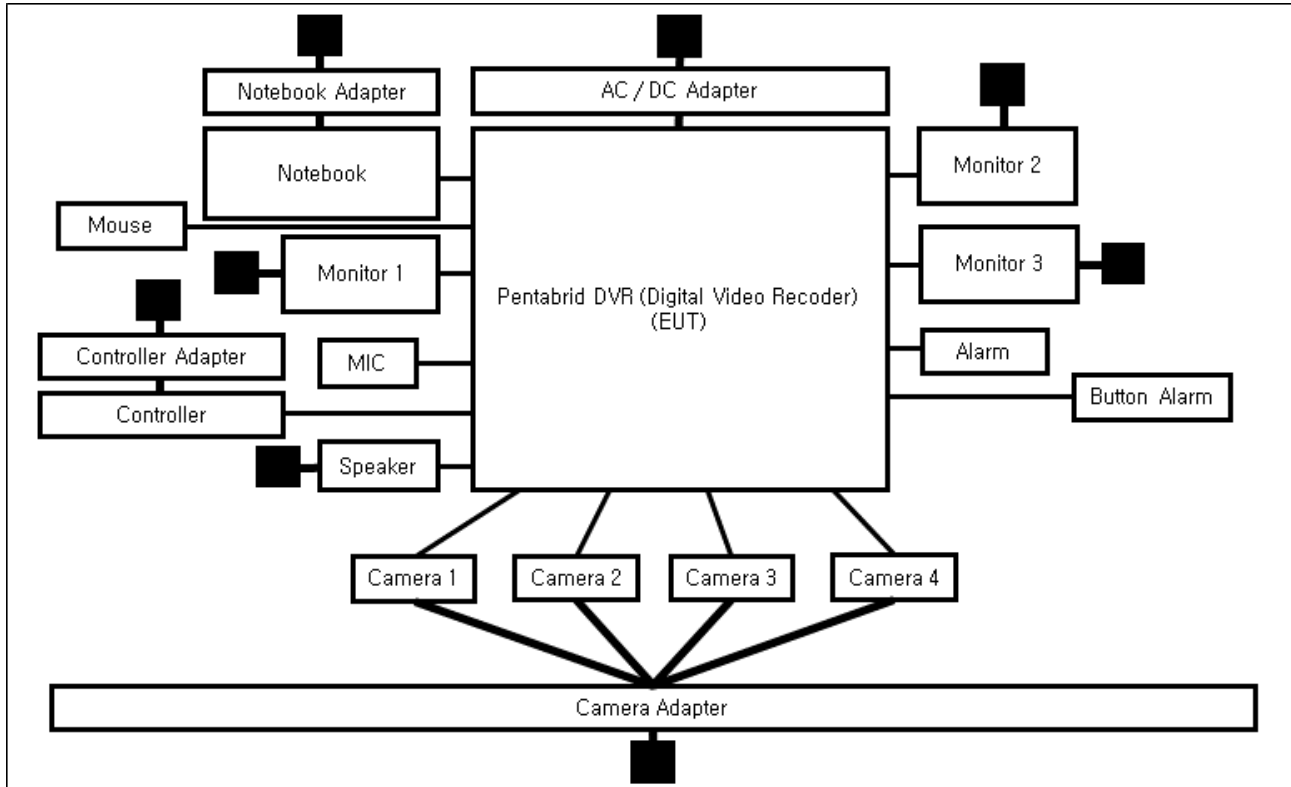 Notebook Adapter
AC / DC Adapter
Notebook
Monitor 2
Mouse
Monitor 1
Monitor 3
Pentabrid DVR (Digital Video Recoder)
(EUT)
Controller Adapter
MIC
Alarm
Controller
Button Alarm
Speaker
Camera 1
Camera 2
Camera 3
Camera 4
Camera Adapter